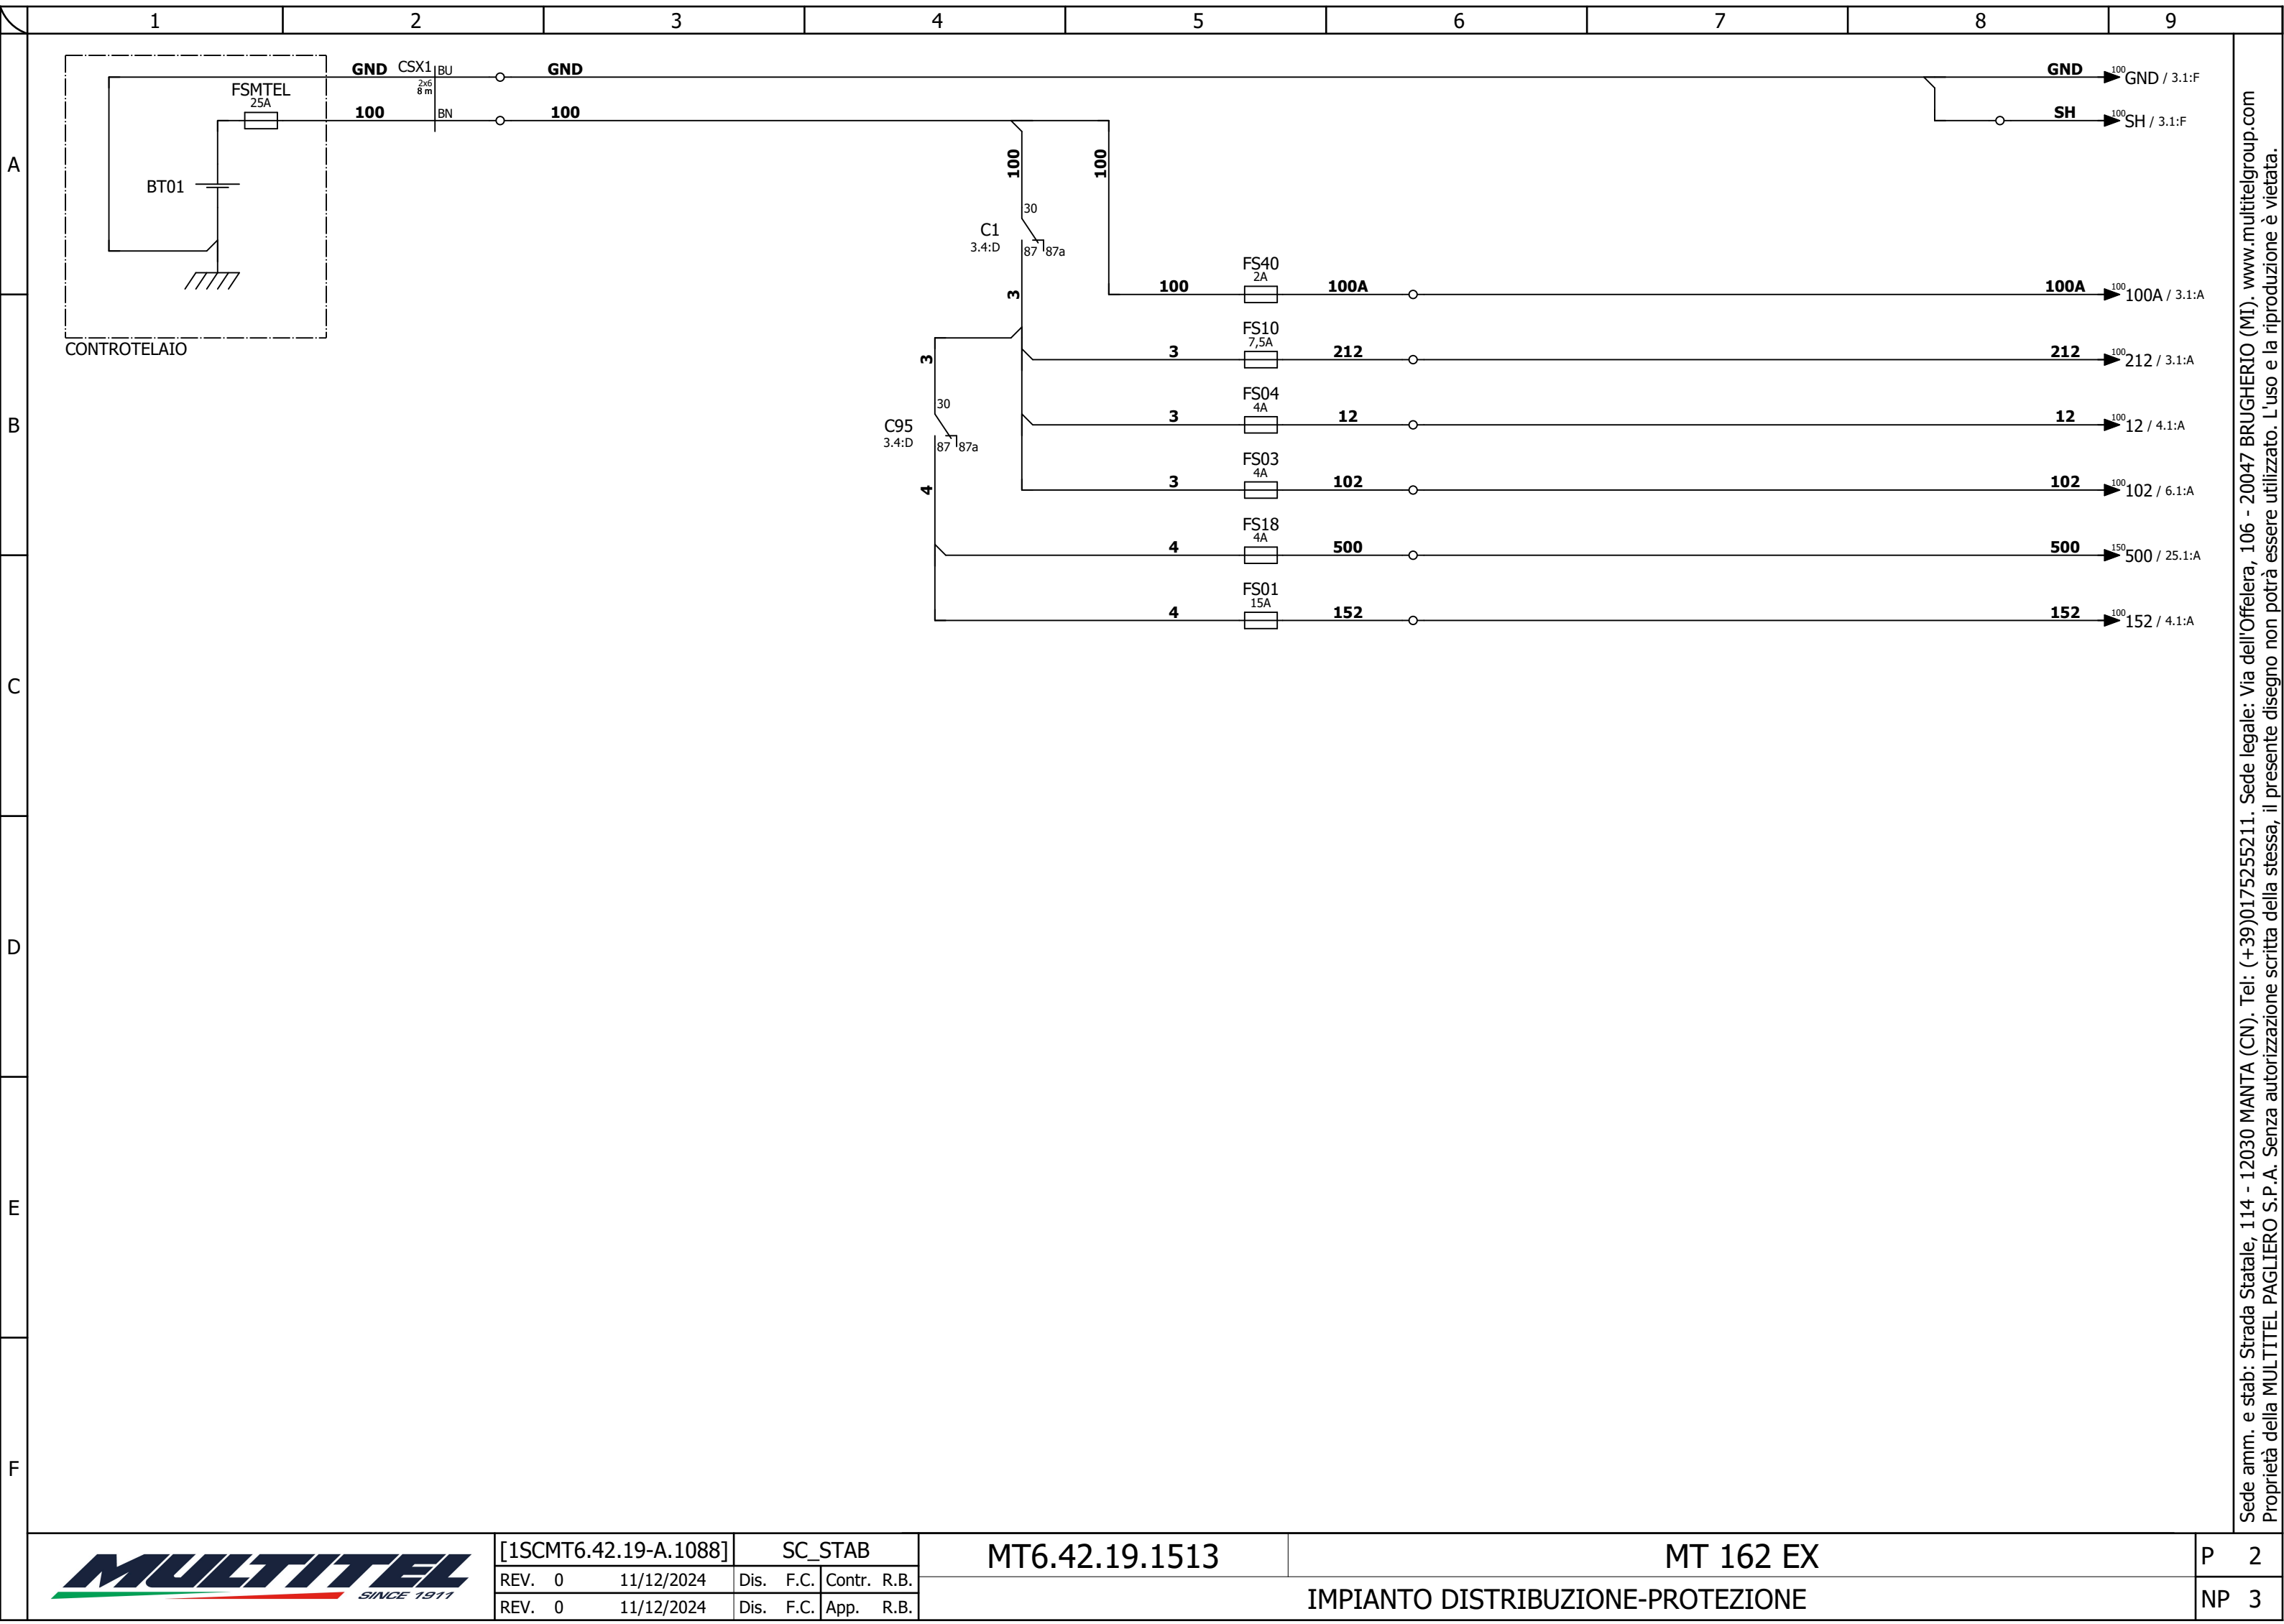 1 2 3 4 5 6 7 8 9
A
B
C
D
E
F
GND CSX1 BU GND GND 100 GND / 3.1:F
2x6
8 m
FSMTEL
25A
100 BN 100 SH 100 SH / 3.1:F
BT01
CONTROTELAIO
100 100
30
C1
3.4:D
87 87a
3
FS40
2A
100 100A 100A 100 100A / 3.1:A
FS10
7,5A
3 3 212 212 100 212 / 3.1:A
FS04
4A
30
C95
3.4:D
87 87a
3 12 12 100 12 / 4.1:A
FS03
4A
4 3 102 102 100 102 / 6.1:A
FS18
4A
4 500 500 150 500 / 25.1:A
FS01
15A
4 152 152 100 152 / 4.1:A
Sede amm. e stab: Strada Statale, 114 - 12030 MANTA (CN). Tel: (+39)0175255211. Sede legale: Via dell'Offelera, 106 - 20047 BRUGHERIO (MI). www.multitelgroup.com
Proprietà della MULTITEL PAGLIERO S.P.A. Senza autorizzazione scritta della stessa, il presente disegno non potrà essere utilizzato. L'uso e la riproduzione è vietata.
MULTITEL
SINCE 1911
[1SCMT6.42.19-A.1088] SC_STAB
REV. 0 11/12/2024 Dis. F.C. Contr. R.B.
REV. 0 11/12/2024 Dis. F.C. App. R.B.
MT6.42.19.1513 MT 162 EX
IMPIANTO DISTRIBUZIONE-PROTEZIONE
P 2
NP 3